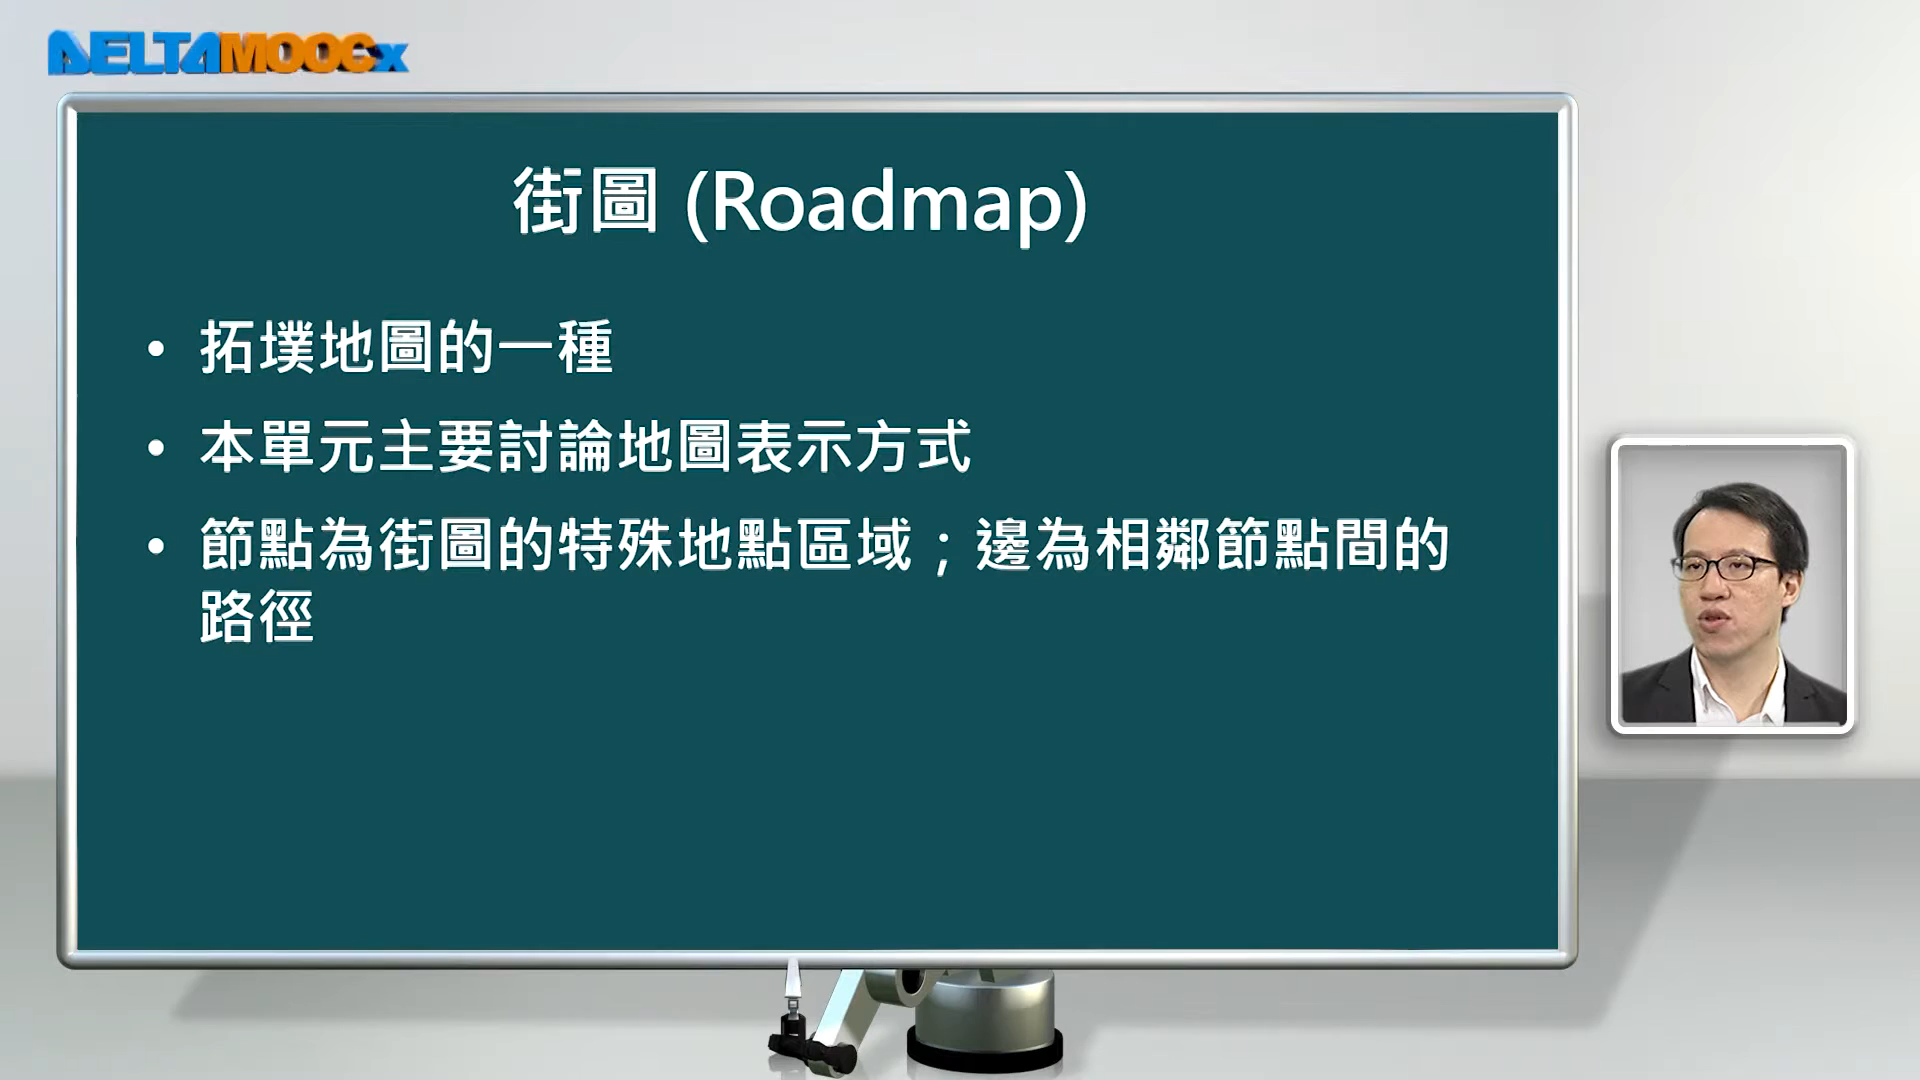 DELTAMOOCx
街圖 (Roadmap)
• 拓墣地圖的一種
• 本單元主要討論地圖表示方式
• 節點為街圖的特殊地點區域；邊為相鄰節點間的
路徑